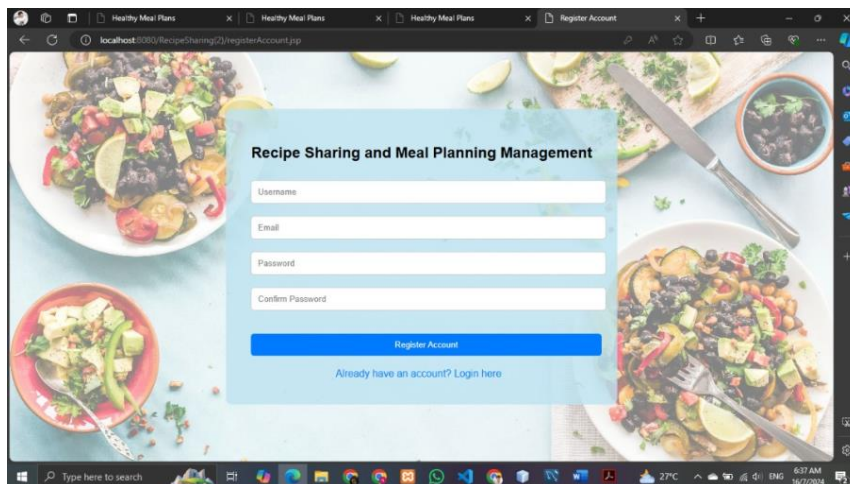 Healthy Meal Plans
Healthy Meal Plans
Healthy Meal Plans
Register Account
localhost:8080/RecipeSharing(2)/registerAccount.jsp
Recipe Sharing and Meal Planning Management
Username
Email
Password
Confirm Password
Register Account
Already have an account? Login here
Type here to search
27°C
ENG
6:37 AM
16/7/2024